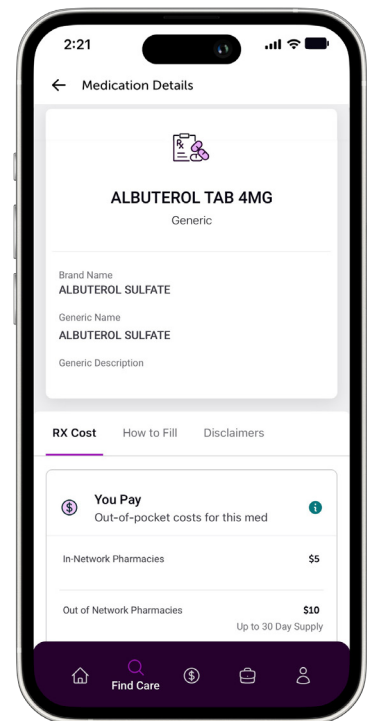 2:21
Medication Details
Rx
ALBUTEROL TAB 4MG
Generic
Brand Name
ALBUTEROL SULFATE
Generic Name
ALBUTEROL SULFATE
Generic Description
RX Cost How to Fill Disclaimers
$ You Pay i
Out-of-pocket costs for this med
In-Network Pharmacies $5
Out of Network Pharmacies $10
Up to 30 Day Supply
$
Find Care